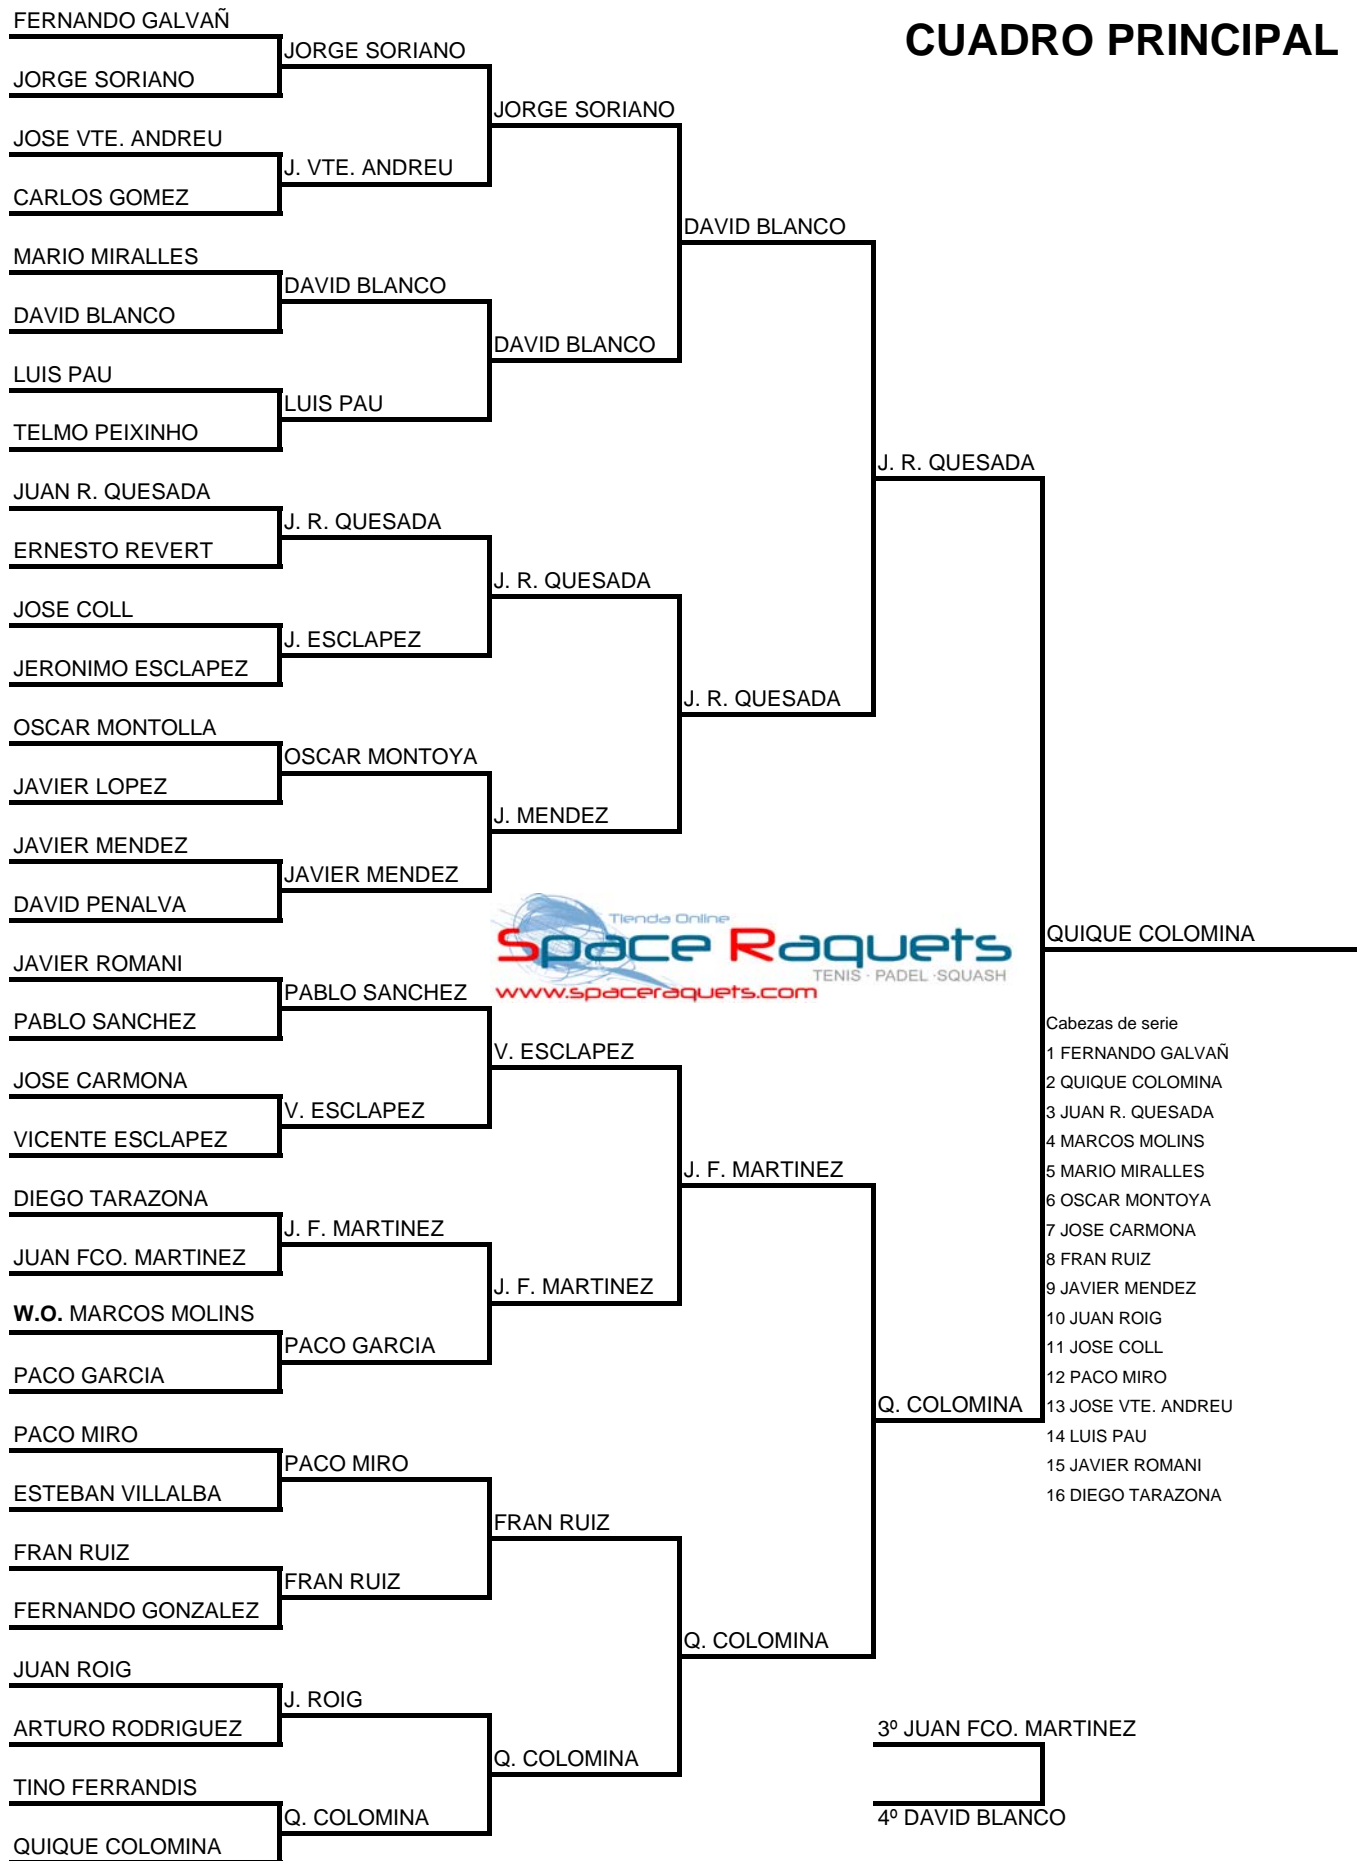 CUADRO PRINCIPAL
FERNANDO GALVAÑ
JORGE SORIANO
JOSE VTE. ANDREU
CARLOS GOMEZ
MARIO MIRALLES
DAVID BLANCO
LUIS PAU
TELMO PEIXINHO
JUAN R. QUESADA
ERNESTO REVERT
JOSE COLL
JERONIMO ESCLAPEZ
OSCAR MONTOLLA
JAVIER LOPEZ
JAVIER MENDEZ
DAVID PENALVA
JAVIER ROMANI
PABLO SANCHEZ
JOSE CARMONA
VICENTE ESCLAPEZ
DIEGO TARAZONA
JUAN FCO. MARTINEZ
W.O. MARCOS MOLINS
PACO GARCIA
PACO MIRO
ESTEBAN VILLALBA
FRAN RUIZ
FERNANDO GONZALEZ
JUAN ROIG
ARTURO RODRIGUEZ
TINO FERRANDIS
QUIQUE COLOMINA
JORGE SORIANO
J. VTE. ANDREU
DAVID BLANCO
LUIS PAU
J. R. QUESADA
J. ESCLAPEZ
OSCAR MONTOYA
JAVIER MENDEZ
PABLO SANCHEZ
V. ESCLAPEZ
J. F. MARTINEZ
PACO GARCIA
PACO MIRO
FRAN RUIZ
J. ROIG
Q. COLOMINA
JORGE SORIANO
DAVID BLANCO
J. R. QUESADA
J. MENDEZ
V. ESCLAPEZ
J. F. MARTINEZ
FRAN RUIZ
Q. COLOMINA
DAVID BLANCO
J. R. QUESADA
J. F. MARTINEZ
Q. COLOMINA
J. R. QUESADA
Q. COLOMINA
QUIQUE COLOMINA
Tienda Online
Space Raquets
TENIS · PADEL ·SQUASH
www.spaceraquets.com
Cabezas de serie
1 FERNANDO GALVAÑ
2 QUIQUE COLOMINA
3 JUAN R. QUESADA
4 MARCOS MOLINS
5 MARIO MIRALLES
6 OSCAR MONTOYA
7 JOSE CARMONA
8 FRAN RUIZ
9 JAVIER MENDEZ
10 JUAN ROIG
11 JOSE COLL
12 PACO MIRO
13 JOSE VTE. ANDREU
14 LUIS PAU
15 JAVIER ROMANI
16 DIEGO TARAZONA
3º JUAN FCO. MARTINEZ
4º DAVID BLANCO